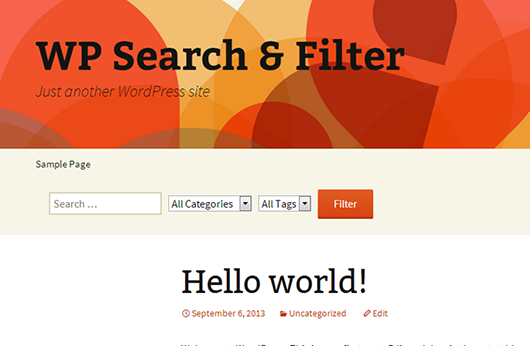 WP Search & Filter
Just another WordPress site
Sample Page
Search … All Categories All Tags Filter
Hello world!
September 6, 2013 Uncategorized Edit